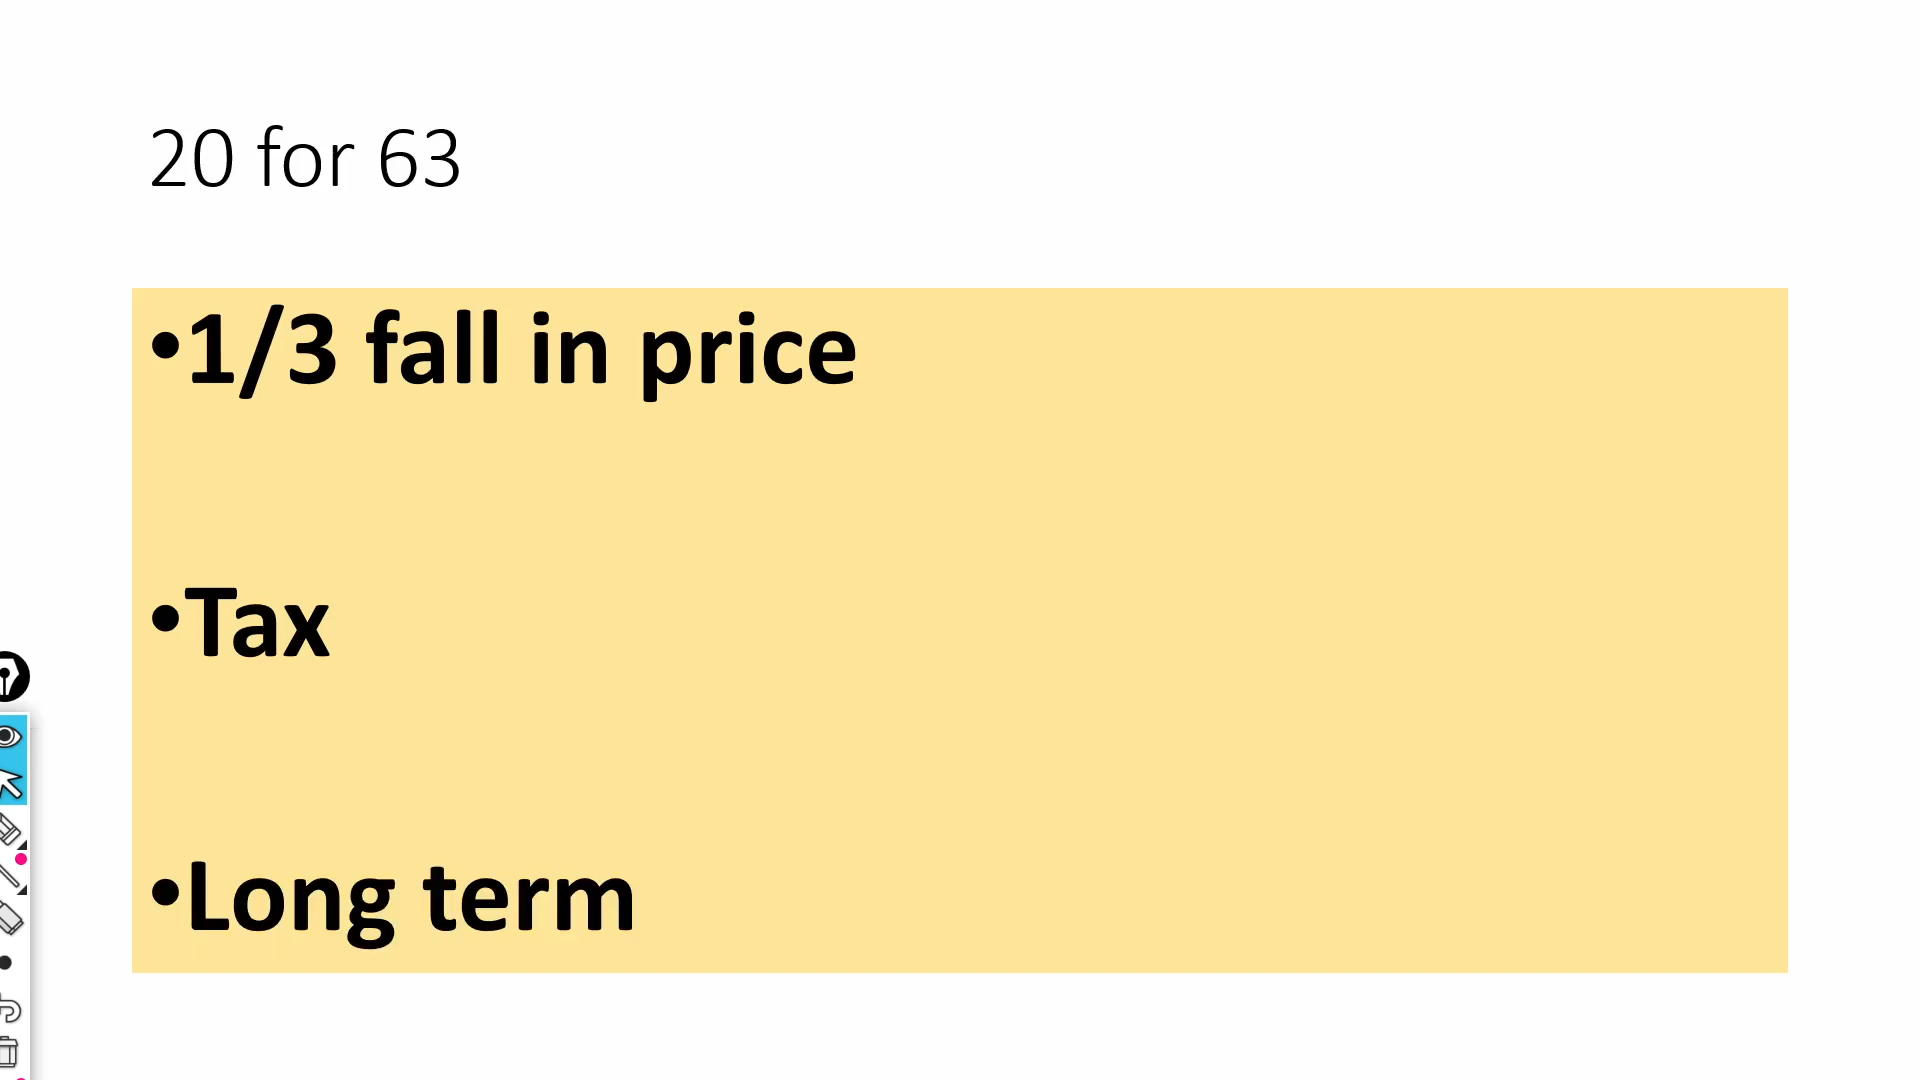 20 for 63
•1/3 fall in price
•Tax
•Long term